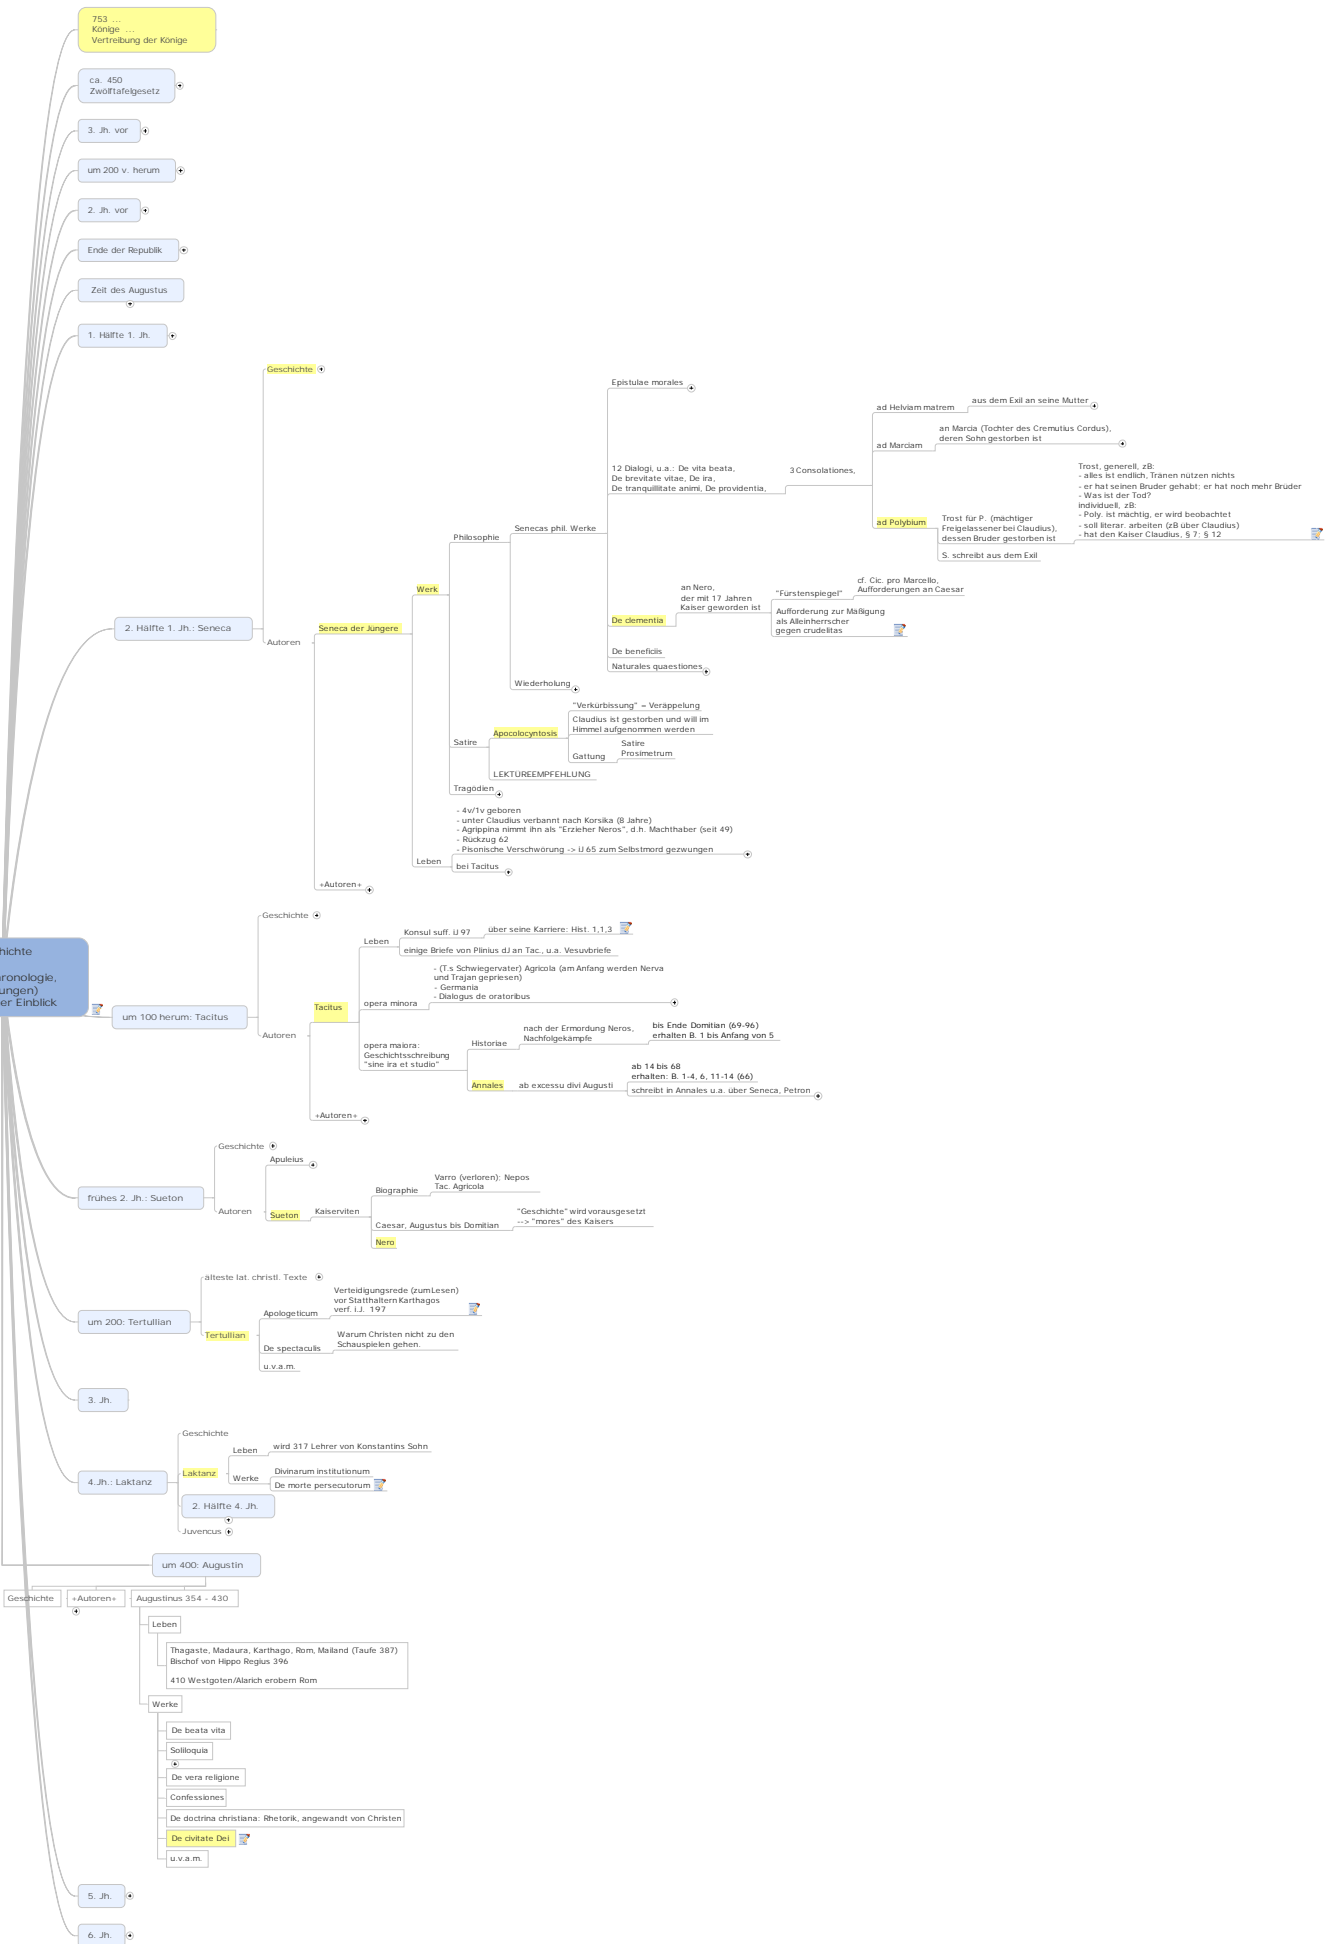 753 ...
Könige ...
Vertreibung der Könige
ca. 450
Zwölftafelgesetz
3. Jh. vor
um 200 v. herum
2. Jh. vor
Ende der Republik
Zeit des Augustus
1. Hälfte 1. Jh.
2. Hälfte 1. Jh.: Seneca
Geschichte
Autoren
Seneca der Jüngere
Werk
Philosophie
Senecas phil. Werke
Epistulae morales
12 Dialogi, u.a.: De vita beata,
De brevitate vitae, De ira,
De tranquillitate animi, De providentia,
3 Consolationes,
ad Helviam matrem
aus dem Exil an seine Mutter
ad Marciam
an Marcia (Tochter des Cremutius Cordus),
deren Sohn gestorben ist
ad Polybium
Trost für P. (mächtiger
Freigelassener bei Claudius),
dessen Bruder gestorben ist
Trost, generell, zB:
- alles ist endlich, Tränen nützen nichts
- er hat seinen Bruder gehabt; er hat noch mehr Brüder
- Was ist der Tod?
individuell, zB:
- Poly. ist mächtig, er wird beobachtet
- soll literar. arbeiten (zB über Claudius)
- hat den Kaiser Claudius, § 7; § 12
S. schreibt aus dem Exil
De clementia
an Nero,
der mit 17 Jahren
Kaiser geworden ist
"Fürstenspiegel"
cf. Cic. pro Marcello,
Aufforderungen an Caesar
Aufforderung zur Mäßigung
als Alleinherrscher
gegen crudelitas
De beneficiis
Naturales quaestiones
Wiederholung
Satire
Apocolocyntosis
"Verkürbissung" = Veräppelung
Claudius ist gestorben und will im
Himmel aufgenommen werden
Gattung
Satire
Prosimetrum
LEKTÜREEMPFEHLUNG
Tragödien
Leben
- 4v/1v geboren
- unter Claudius verbannt nach Korsika (8 Jahre)
- Agrippina nimmt ihn als "Erzieher Neros", d.h. Machthaber (seit 49)
- Rückzug 62
- Pisonische Verschwörung -> iJ 65 zum Selbstmord gezwungen
bei Tacitus
+Autoren+
hichte
ronologie,
ungen)
er Einblick
um 100 herum: Tacitus
Geschichte
Autoren
Tacitus
Leben
Konsul suff. iJ 97
über seine Karriere: Hist. 1,1,3
einige Briefe von Plinius dJ an Tac., u.a. Vesuvbriefe
opera minora
- (T.s Schwiegervater) Agricola (am Anfang werden Nerva
und Trajan gepriesen)
- Germania
- Dialogus de oratoribus
opera maiora:
Geschichtsschreibung
"sine ira et studio"
Historiae
nach der Ermordung Neros,
Nachfolgekämpfe
bis Ende Domitian (69-96)
erhalten B. 1 bis Anfang von 5
Annales
ab excessu divi Augusti
ab 14 bis 68
erhalten: B. 1-4, 6, 11-14 (66)
schreibt in Annales u.a. über Seneca, Petron
+Autoren+
frühes 2. Jh.: Sueton
Geschichte
Autoren
Apuleius
Sueton
Kaiserviten
Biographie
Varro (verloren); Nepos
Tac. Agricola
Caesar, Augustus bis Domitian
"Geschichte" wird vorausgesetzt
--> "mores" des Kaisers
Nero
um 200: Tertullian
älteste lat. christl. Texte
Tertullian
Apologeticum
Verteidigungsrede (zum Lesen)
vor Statthaltern Karthagos
verf. i.J. 197
De spectaculis
Warum Christen nicht zu den
Schauspielen gehen.
u.v.a.m.
3. Jh.
4.Jh.: Laktanz
Geschichte
Laktanz
Leben
wird 317 Lehrer von Konstantins Sohn
Werke
Divinarum institutionum
De morte persecutorum
2. Hälfte 4. Jh.
Juvencus
um 400: Augustin
Geschichte
+Autoren+
Augustinus 354 - 430
Leben
Thagaste, Madaura, Karthago, Rom, Mailand (Taufe 387)
Bischof von Hippo Regius 396
410 Westgoten/Alarich erobern Rom
Werke
De beata vita
Soliloquia
De vera religione
Confessiones
De doctrina christiana: Rhetorik, angewandt von Christen
De civitate Dei
u.v.a.m.
5. Jh.
6. Jh.